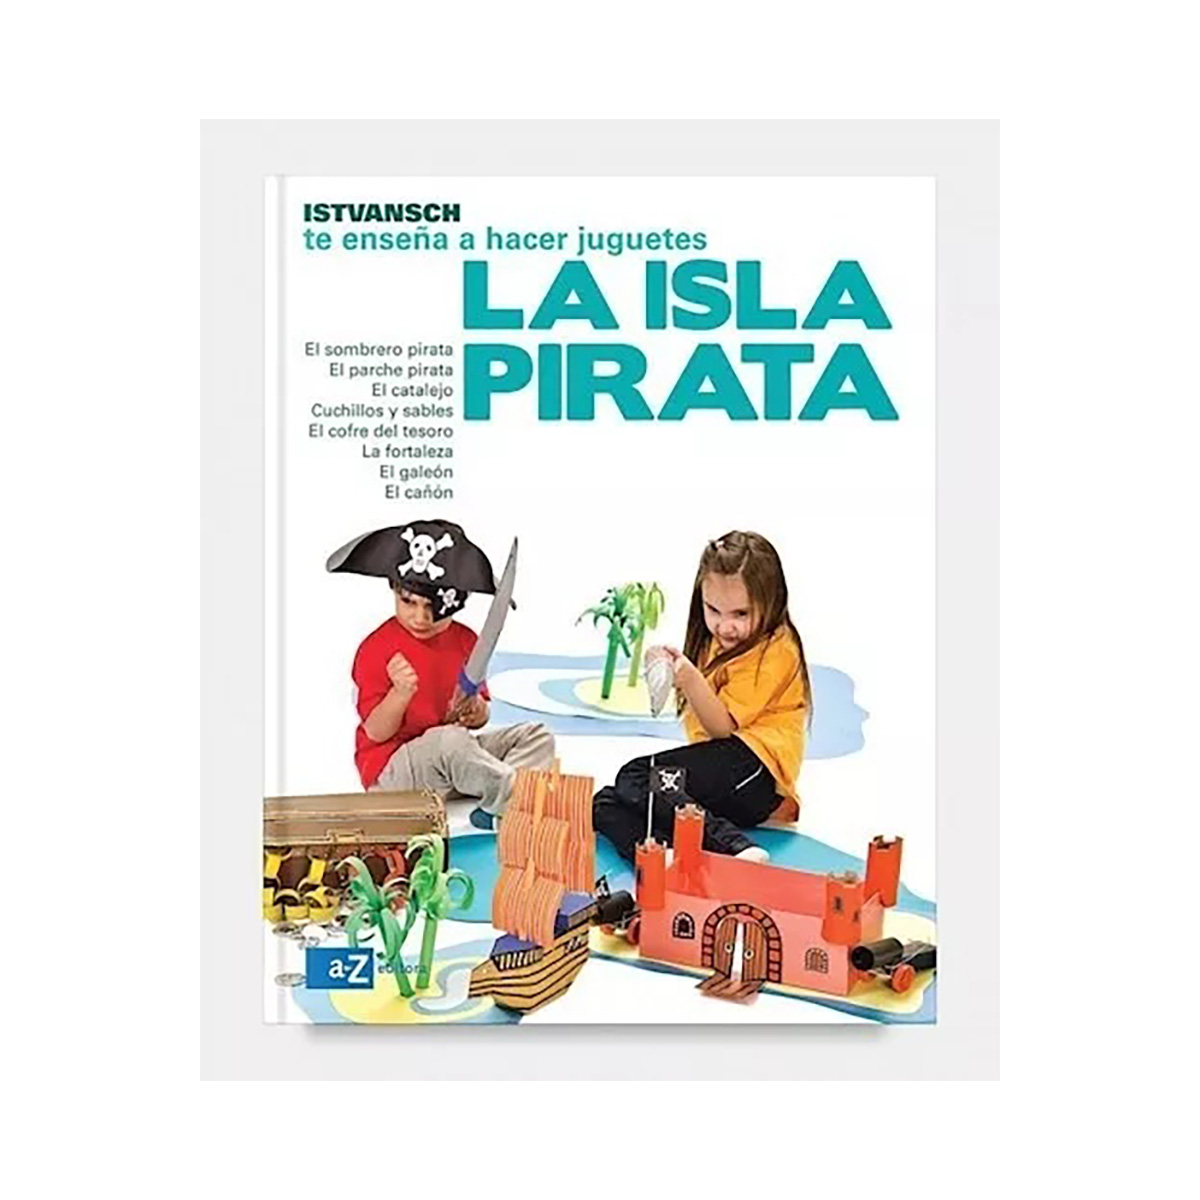 ISTVANSCH
te enseña a hacer juguetes
LA ISLA
PIRATA
El sombrero pirata
El parche pirata
El catalejo
Cuchillos y sables
El cofre del tesoro
La fortaleza
El galeón
El cañón
a-Z editora